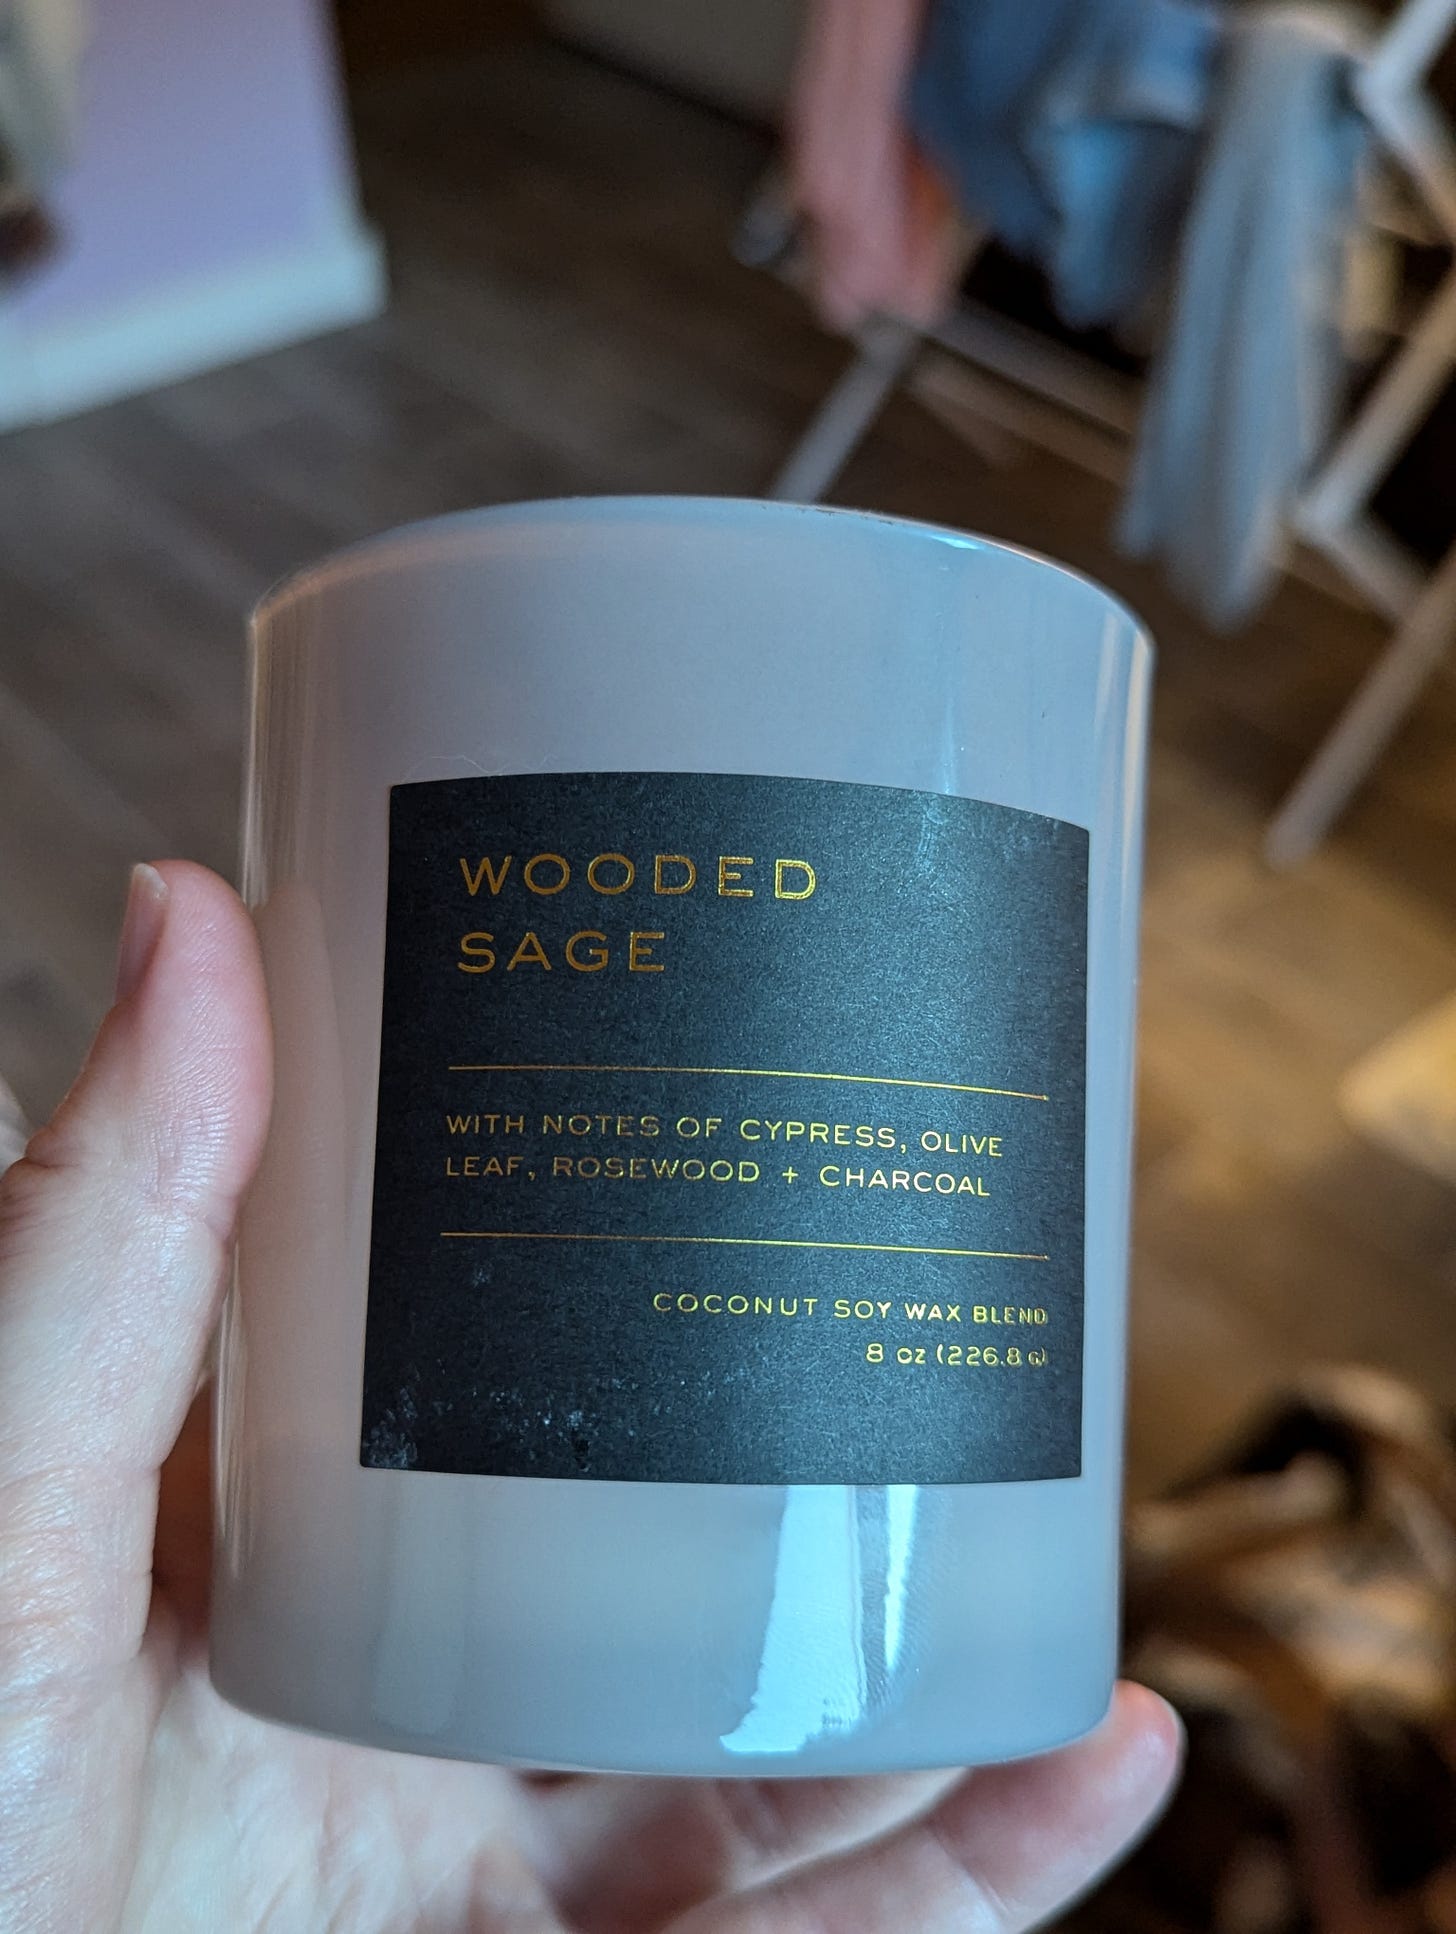 WOODED
SAGE
WITH NOTES OF CYPRESS, OLIVE
LEAF, ROSEWOOD + CHARCOAL
COCONUT SOY WAX BLEND
8 oz (226.8 G)